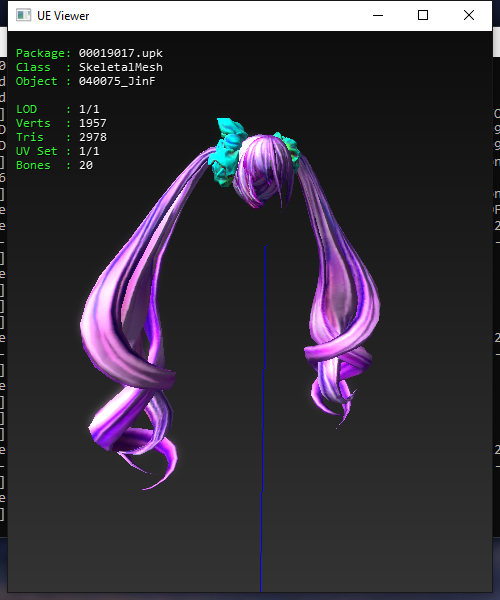 UE Viewer
Package: 00019017.upk
Class : SkeletalMesh
Object : 040075_JinF
LOD : 1/1
Verts : 1957
Tris : 2978
UV Set : 1/1
Bones : 20